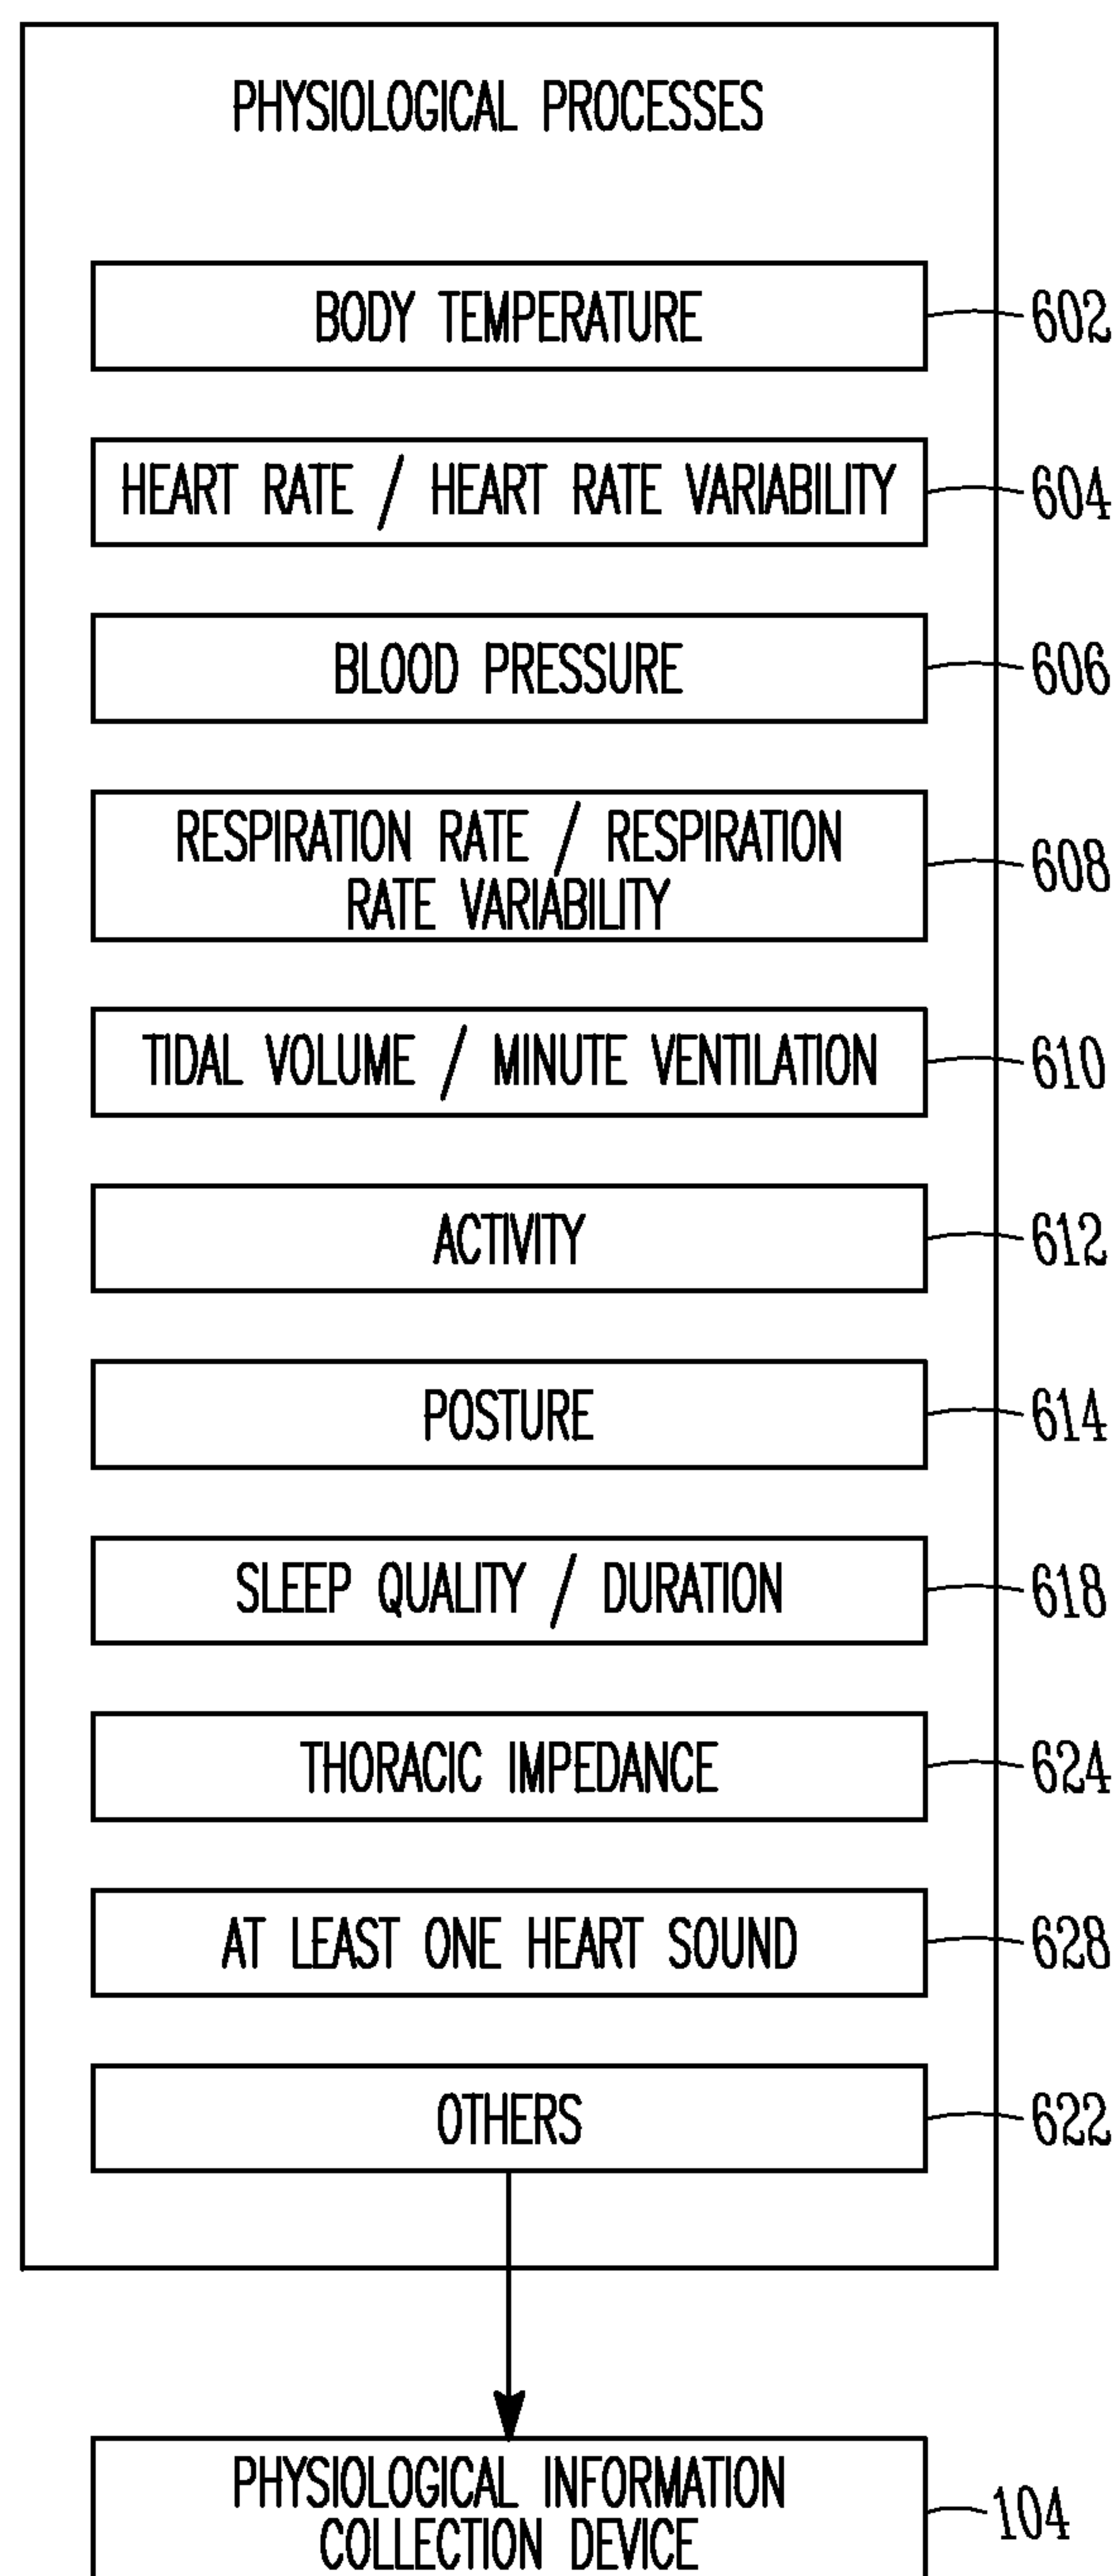 PHYSIOLOGICAL PROCESSES
BODY TEMPERATURE
602
HEART RATE / HEART RATE VARIABILITY
604
BLOOD PRESSURE
606
RESPIRATION RATE / RESPIRATION
RATE VARIABILITY
608
TIDAL VOLUME / MINUTE VENTILATION
610
ACTIVITY
612
POSTURE
614
SLEEP QUALITY / DURATION
618
THORACIC IMPEDANCE
624
AT LEAST ONE HEART SOUND
628
OTHERS
622
PHYSIOLOGICAL INFORMATION
COLLECTION DEVICE
104